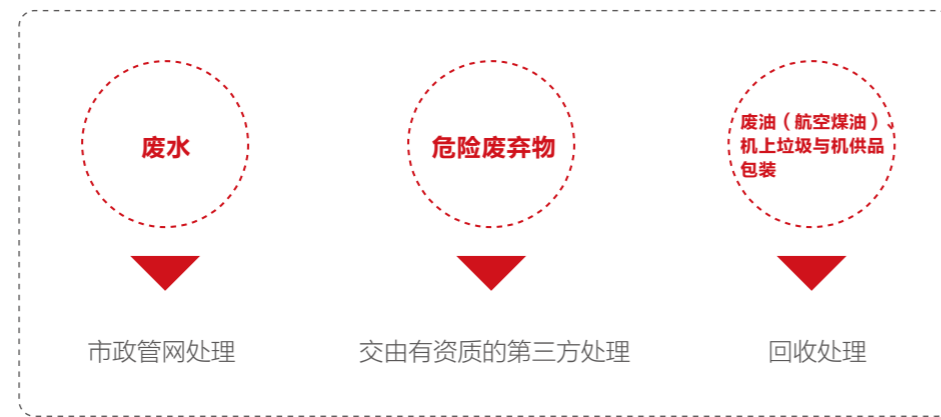 废水
危险废弃物
废油（航空煤油）、
机上垃圾与机供品
包装
市政管网处理
交由有资质的第三方处理
回收处理